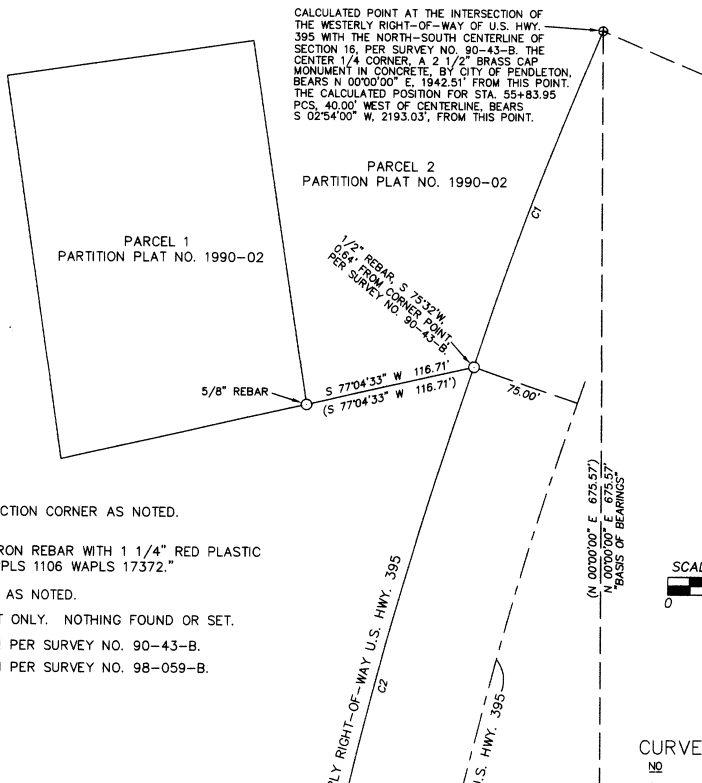 CALCULATED POINT AT THE INTERSECTION OF
THE WESTERLY RIGHT-OF-WAY OF U.S. HWY.
395 WITH THE NORTH-SOUTH CENTERLINE OF
SECTION 16, PER SURVEY NO. 90-43-B. THE
CENTER 1/4 CORNER, A 2 1/2" BRASS CAP
MONUMENT IN CONCRETE, BY CITY OF PENDLETON,
BEARS N 00°00'00" E, 1942.51' FROM THIS POINT.
THE CALCULATED POSITION FOR STA. 55+83.95
PCS, 40.00' WEST OF CENTERLINE, BEARS
S 02°54'00" W, 2193.03', FROM THIS POINT.
PARCEL 2
PARTITION PLAT NO. 1990-02
C1
PARCEL 1
PARTITION PLAT NO. 1990-02
1/2" REBAR, S 75°32'W,
0.64' FROM CORNER POINT,
PER SURVEY NO. 90-43-B.
5/8" REBAR
S 77°04'33" W 116.71'
(S 77°04'33" W 116.71')
75.00'
(N 00°00'00" E 675.57')
N 00°00'00" E 675.57'
"BASIS OF BEARINGS"
CTION CORNER AS NOTED.
RON REBAR WITH 1 1/4" RED PLASTIC
PLS 1106 WAPLS 17372."
AS NOTED.
T ONLY. NOTHING FOUND OR SET.
PER SURVEY NO. 90-43-B.
PER SURVEY NO. 98-059-B.
SCAL
0
RLY RIGHT-OF-WAY U.S. HWY. 395
C2
U.S. HWY. 395
CURVE
NO